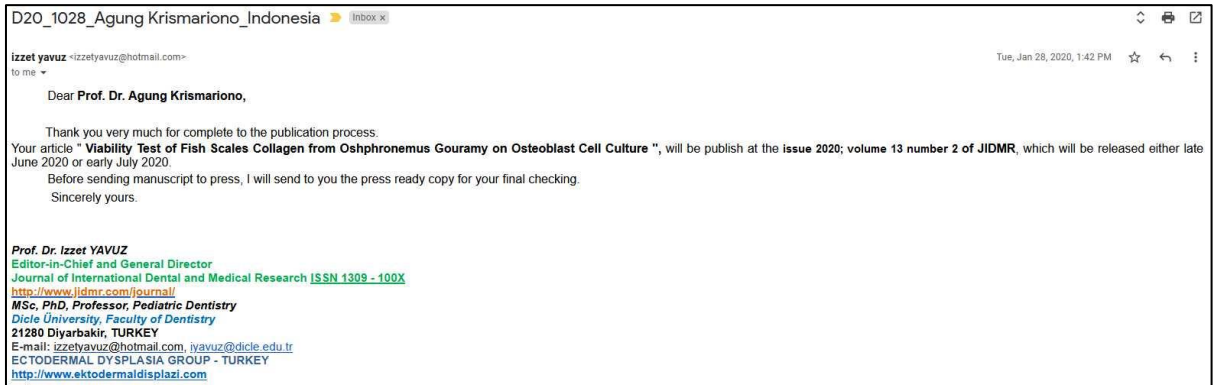 D20_1028_Agung Krismariono_Indonesia Inbox x
izzet yavuz <izzetyavuz@hotmail.com> Tue, Jan 28, 2020, 1:42 PM
to me
Dear Prof. Dr. Agung Krismariono,
Thank you very much for complete to the publication process.
Your article " Viability Test of Fish Scales Collagen from Oshphronemus Gouramy on Osteoblast Cell Culture ", will be publish at the issue 2020; volume 13 number 2 of JIDMR, which will be released either late
June 2020 or early July 2020.
Before sending manuscript to press, I will send to you the press ready copy for your final checking.
Sincerely yours.
Prof. Dr. Izzet YAVUZ
Editor-in-Chief and General Director
Journal of International Dental and Medical Research ISSN 1309 - 100X
http://www.jidmr.com/journal/
MSc, PhD, Professor, Pediatric Dentistry
Dicle Üniversity, Faculty of Dentistry
21280 Diyarbakir, TURKEY
E-mail: izzetyavuz@hotmail.com, iyavuz@dicle.edu.tr
ECTODERMAL DYSPLASIA GROUP - TURKEY
http://www.ektodermaldisplazi.com